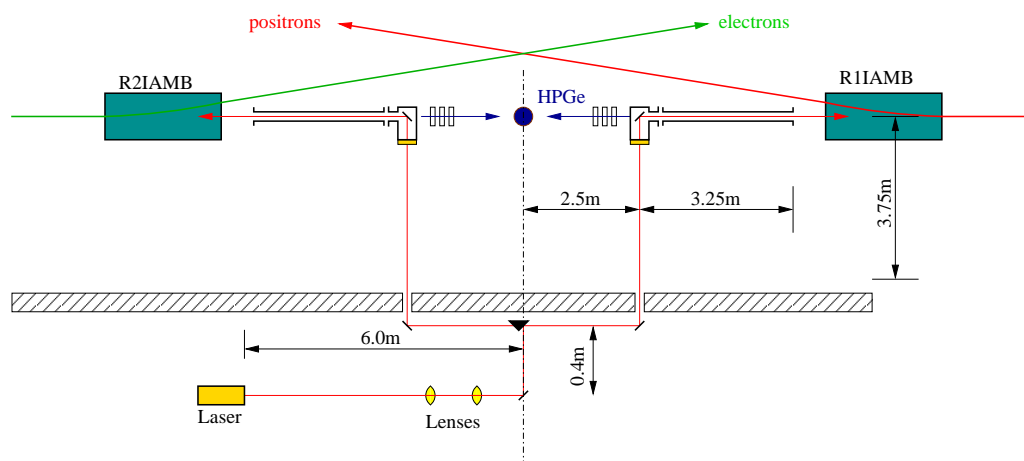 positrons
electrons
R2IAMB
R1IAMB
HPGe
2.5m
3.25m
3.75m
6.0m
0.4m
Laser
Lenses